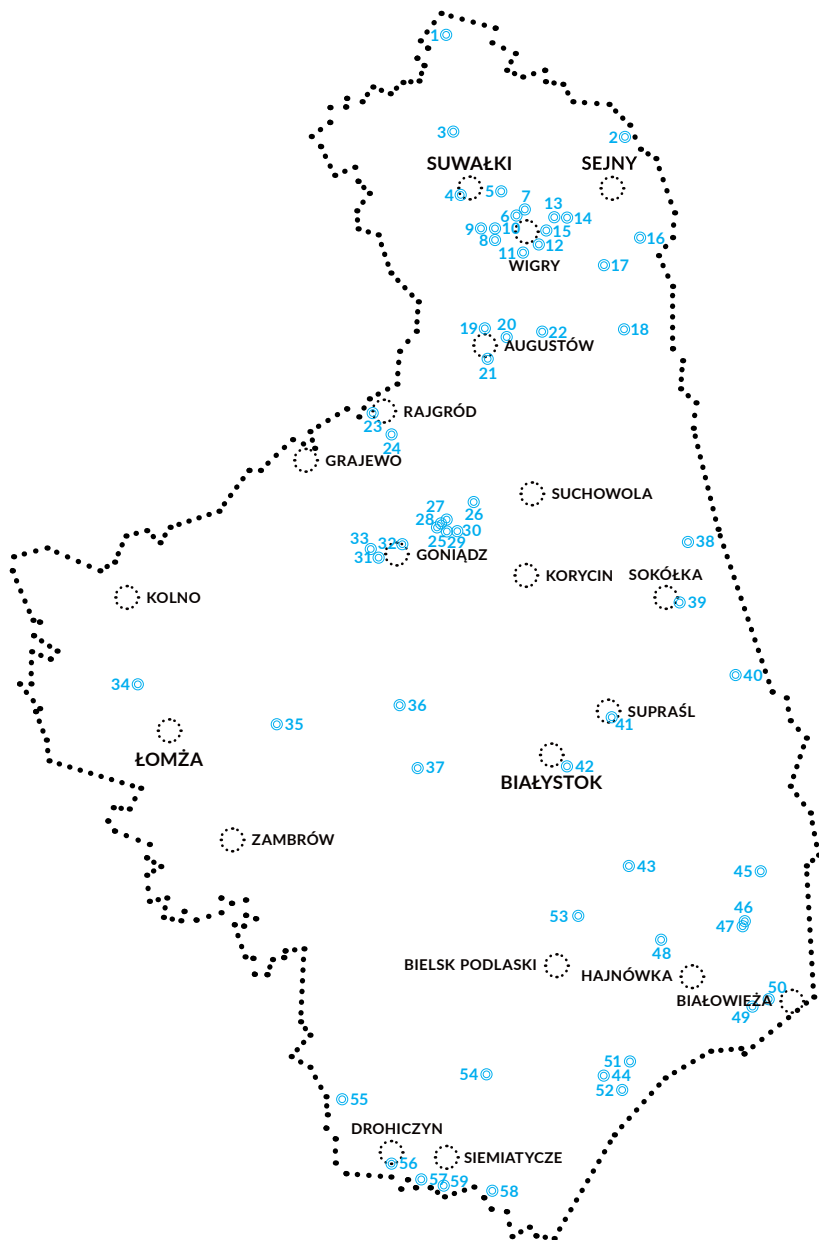 1
3
2
SUWAŁKI
SEJNY
4
5
7
6
13
14
9
10
15
16
8
12
11
WIGRY
17
19
20
22
18
AUGUSTÓW
21
RAJGRÓD
23
24
GRAJEWO
SUCHOWOLA
27
26
28
30
25
29
33
32
38
31
GONIĄDZ
KORYCIN
SOKÓŁKA
KOLNO
39
34
40
36
35
SUPRAŚL
41
ŁOMŻA
37
42
BIAŁYSTOK
ZAMBRÓW
43
45
53
46
47
48
BIELSK PODLASKI
HAJNÓWKA
50
BIAŁOWIEŻA
49
51
54
44
52
55
DROHICZYN
56
SIEMIATYCZE
57
59
58